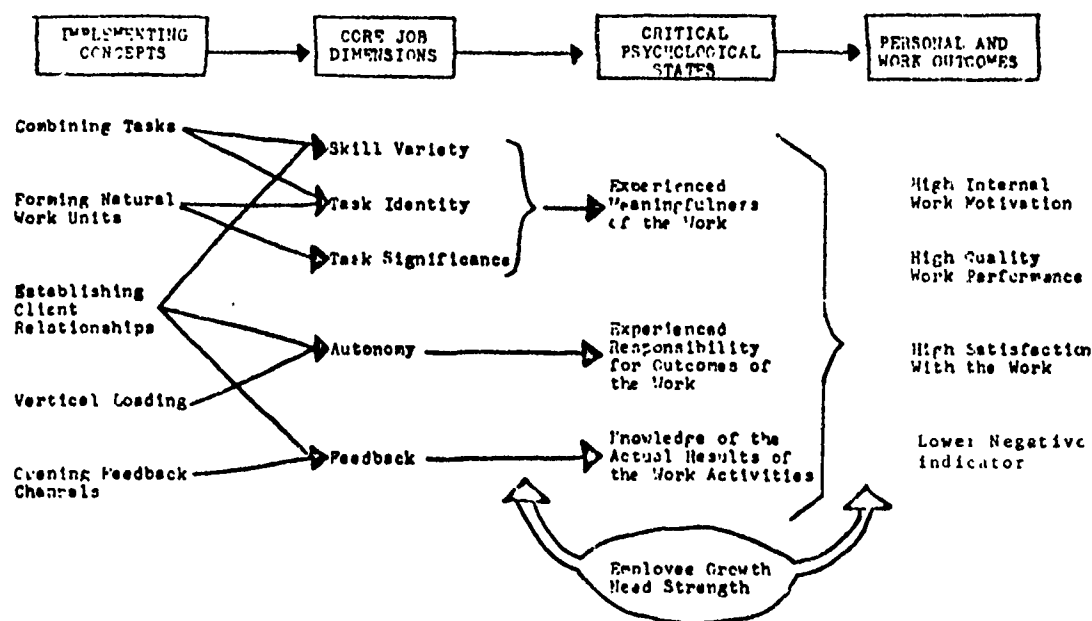 IMPLEMENTING
CONCEPTS
CORE JOB
DIMENSIONS
CRITICAL
PSYCHOLOGICAL
STATES
PERSONAL AND
WORK OUTCOMES
Combining Tasks
Forming Natural
Work Units
Establishing
Client
Relationships
Vertical Loading
Opening Feedback
Channels
Skill Variety
Task Identity
Task Significance
Autonomy
Feedback
Experienced
Meaningfulness
of the Work
Experienced
Responsibility
for Outcomes of
the Work
Knowledge of the
Actual Results of
the Work Activities
High Internal
Work Motivation
High Quality
Work Performance
High Satisfaction
With the Work
Lower Negative
indicator
Employee Growth
Need Strength